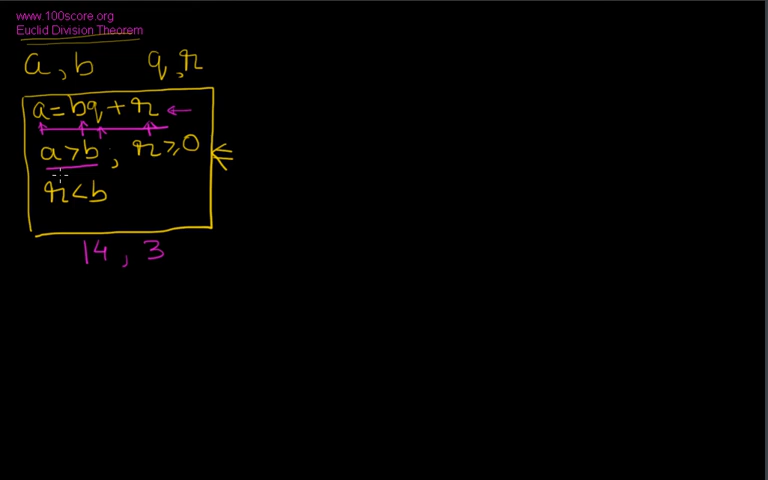 www.100score.org
Euclid Division Theorem
a, b q, r
a = bq + r ←
a > b ; r ≥ 0
r < b
14 , 3